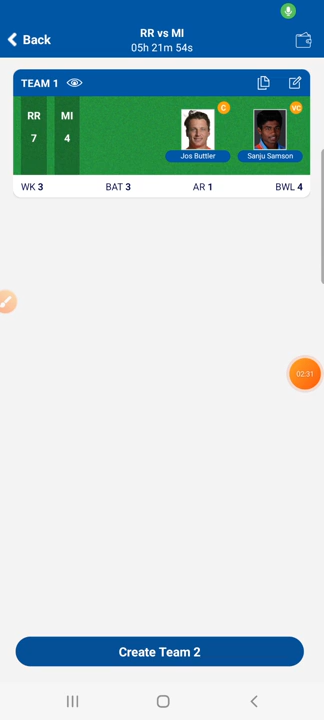 Back
RR vs MI
05h 21m 54s
TEAM 1
RR
7
MI
4
C
VC
Jos Buttler
Sanju Samson
WK 3
BAT 3
AR 1
BWL 4
02:31
Create Team 2